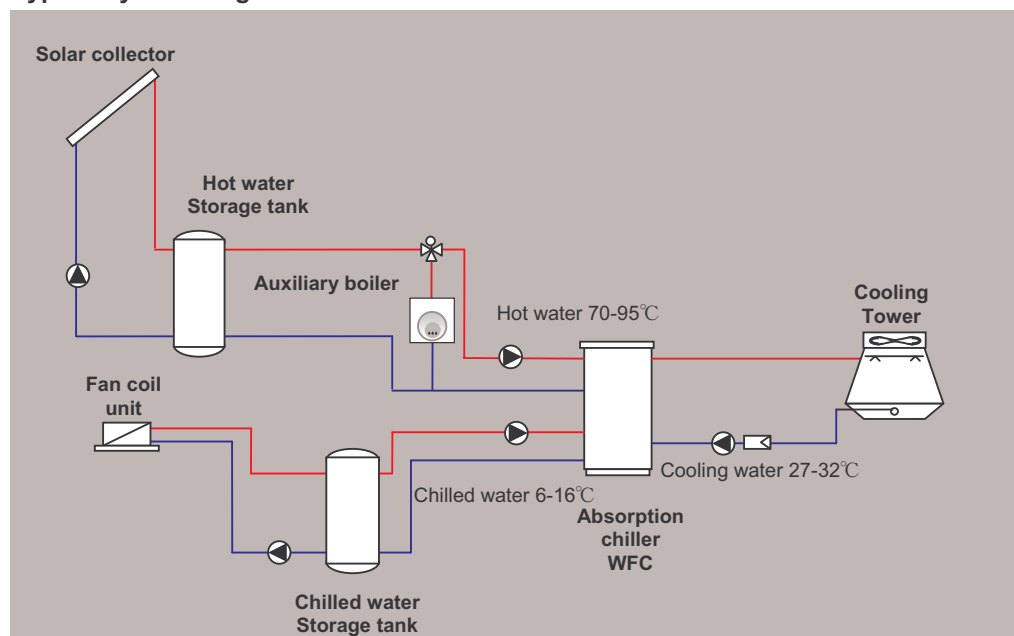 Solar collector
Hot water
Storage tank
Auxiliary boiler
Hot water 70-95℃
Cooling
Tower
Fan coil
unit
Chilled water 6-16℃
Cooling water 27-32℃
Absorption
chiller
WFC
Chilled water
Storage tank